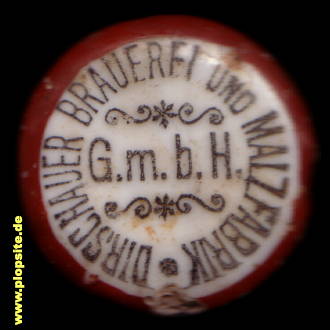 DIRSCHAUER BRAUEREI UND MALZFABRIK •
G.m.b.H.
www.plopsite.de